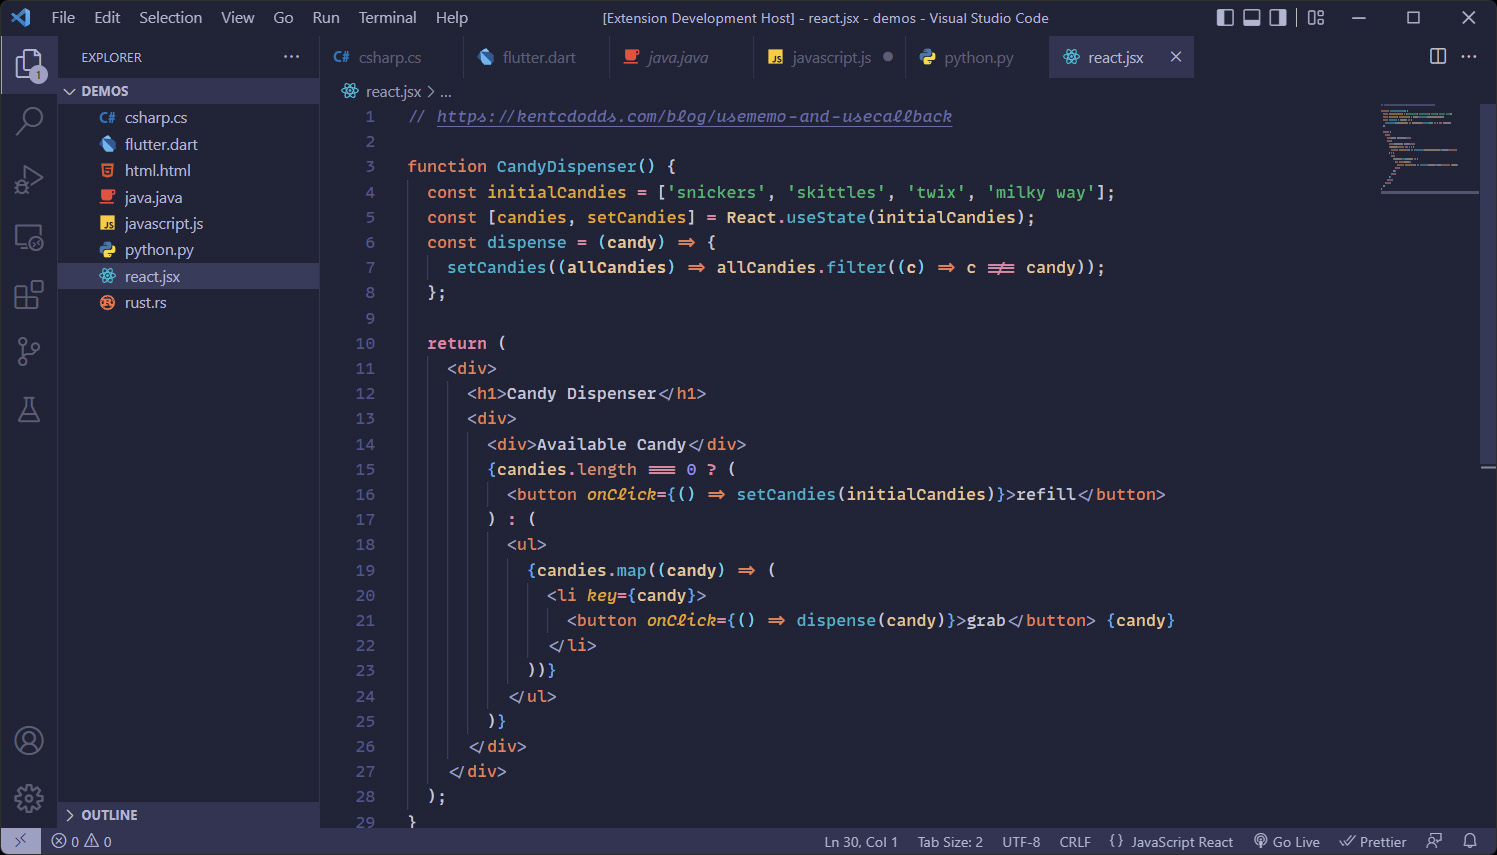 File Edit Selection View Go Run Terminal Help
[Extension Development Host] - react.jsx - demos - Visual Studio Code
1
EXPLORER ...
DEMOS
C# csharp.cs
flutter.dart
html.html
java.java
JS javascript.js
python.py
react.jsx
rust.rs
OUTLINE
C# csharp.cs
flutter.dart
java.java
JS javascript.js
python.py
react.jsx
react.jsx > ...
1 // https://kentcdodds.com/blog/usememo-and-usecallback
2
3 function CandyDispenser() {
4 const initialCandies = ['snickers', 'skittles', 'twix', 'milky way'];
5 const [candies, setCandies] = React.useState(initialCandies);
6 const dispense = (candy) => {
7 setCandies((allCandies) => allCandies.filter((c) => c !== candy));
8 };
9
10 return (
11 <div>
12 <h1>Candy Dispenser</h1>
13 <div>
14 <div>Available Candy</div>
15 {candies.length === 0 ? (
16 <button onClick={() => setCandies(initialCandies)}>refill</button>
17 ) : (
18 <ul>
19 {candies.map((candy) => (
20 <li key={candy}>
21 <button onClick={() => dispense(candy)}>grab</button> {candy}
22 </li>
23 ))}
24 </ul>
25 )}
26 </div>
27 </div>
28 );
29 }
0 0
Ln 30, Col 1 Tab Size: 2 UTF-8 CRLF {} JavaScript React Go Live Prettier